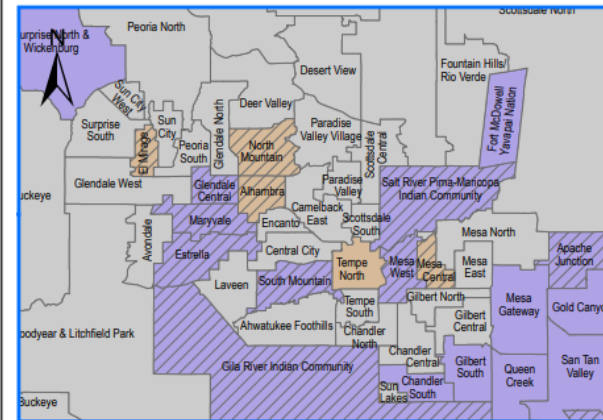 Scottsdale North
Peoria North
urprise North &
Wickenburg
N
Fountain Hills/
Rio Verde
Desert View
Fort McDowell/
Yavapai Nation
Sun City
West
Deer Valley
Glendale North
Sun
City
Surprise
South
Paradise
Valley Village
Scottsdale
Central
El Mirage
Peoria
South
North
Mountain
Glendale West
Glendale
Central
Alhambra
Paradise
Valley
Salt River Pima-Maricopa
Indian Community
uckeye
Maryvale
Camelback
East
Scottsdale
South
Encanto
Avondale
Mesa North
Estrella
Central City
Apache
Junction
Tempe
North
Mesa
West
Mesa
Central
Mesa
East
Laveen
South Mountain
Mesa
Gateway
Gilbert North
Tempe
South
Gold Canyo
Gilbert
Central
oodyear & Litchfield Park
Ahwatukee Foothills
Chandler
North
Chandler
Central
Gila River Indian Community
Gilbert
South
Queen
Creek
San Tan
Valley
Sun
Lakes
Chandler
South
Buckeye